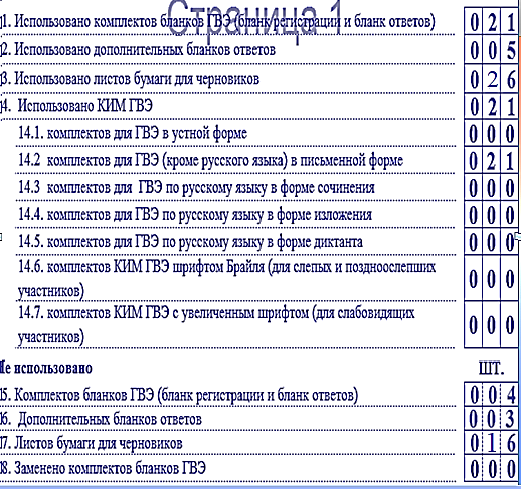 Страница 1
1. Использовано комплектов бланков ГВЭ (бланк регистрации и бланк ответов) 0 2 1
2. Использовано дополнительных бланков ответов 0 0 5
3. Использовано листов бумаги для черновиков 0 2 6
4. Использовано КИМ ГВЭ 0 2 1
14.1. комплектов для ГВЭ в устной форме 0 0 0
14.2 комплектов для ГВЭ (кроме русского языка) в письменной форме 0 2 1
14.3 комплектов для ГВЭ по русскому языку в форме сочинения 0 0 0
14.4. комплектов для ГВЭ по русскому языку в форме изложения 0 0 0
14.5. комплектов для ГВЭ по русскому языку в форме диктанта 0 0 0
14.6. комплектов КИМ ГВЭ шрифтом Брайля (для слепых и поздноослепших
участников) 0 0 0
14.7. комплектов КИМ ГВЭ с увеличенным шрифтом (для слабовидящих
участников) 0 0 0
Не использовано ШТ.
5. Комплектов бланков ГВЭ (бланк регистрации и бланк ответов) 0 0 4
6. Дополнительных бланков ответов 0 0 3
7. Листов бумаги для черновиков 0 1 6
8. Заменено комплектов бланков ГВЭ 0 0 0